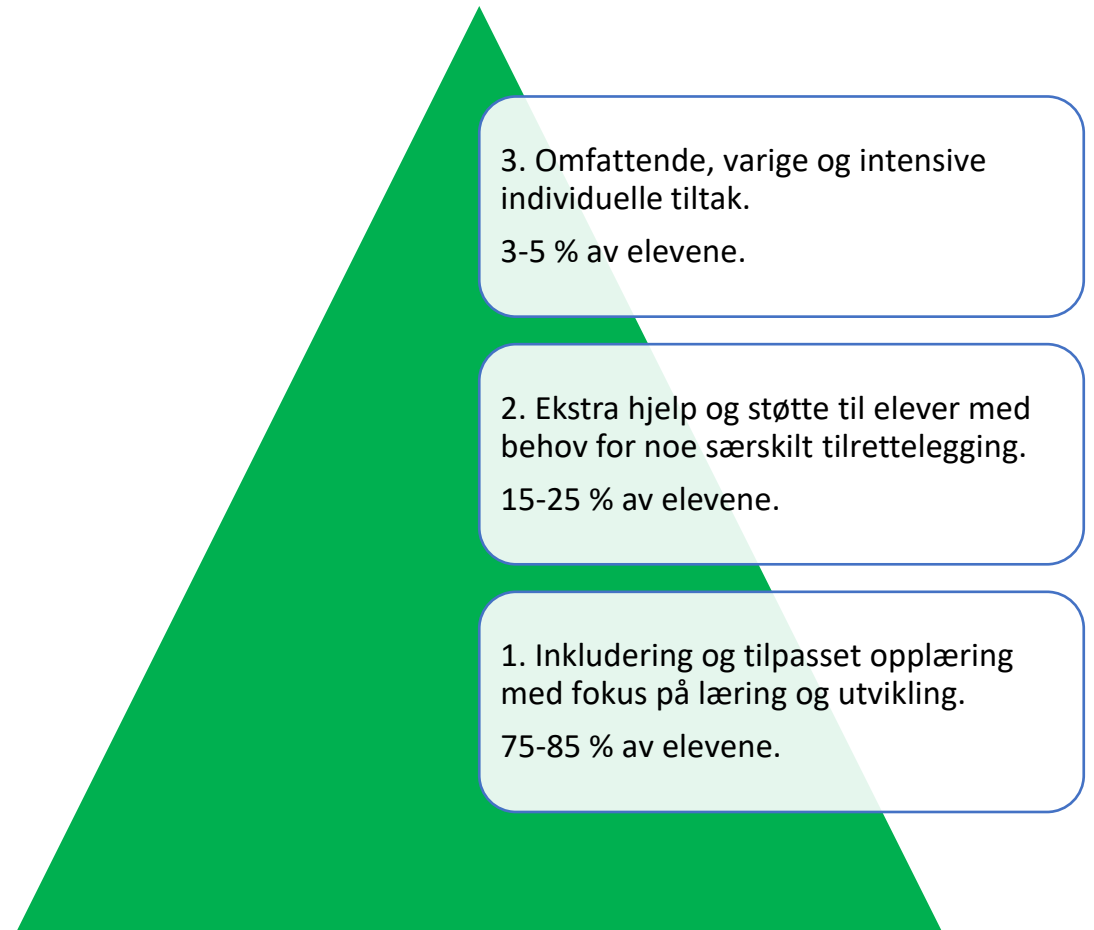 3. Omfattende, varige og intensive
individuelle tiltak.
3-5 % av elevene.
2. Ekstra hjelp og støtte til elever med
behov for noe særskilt tilrettelegging.
15-25 % av elevene.
1. Inkludering og tilpasset opplæring
med fokus på læring og utvikling.
75-85 % av elevene.